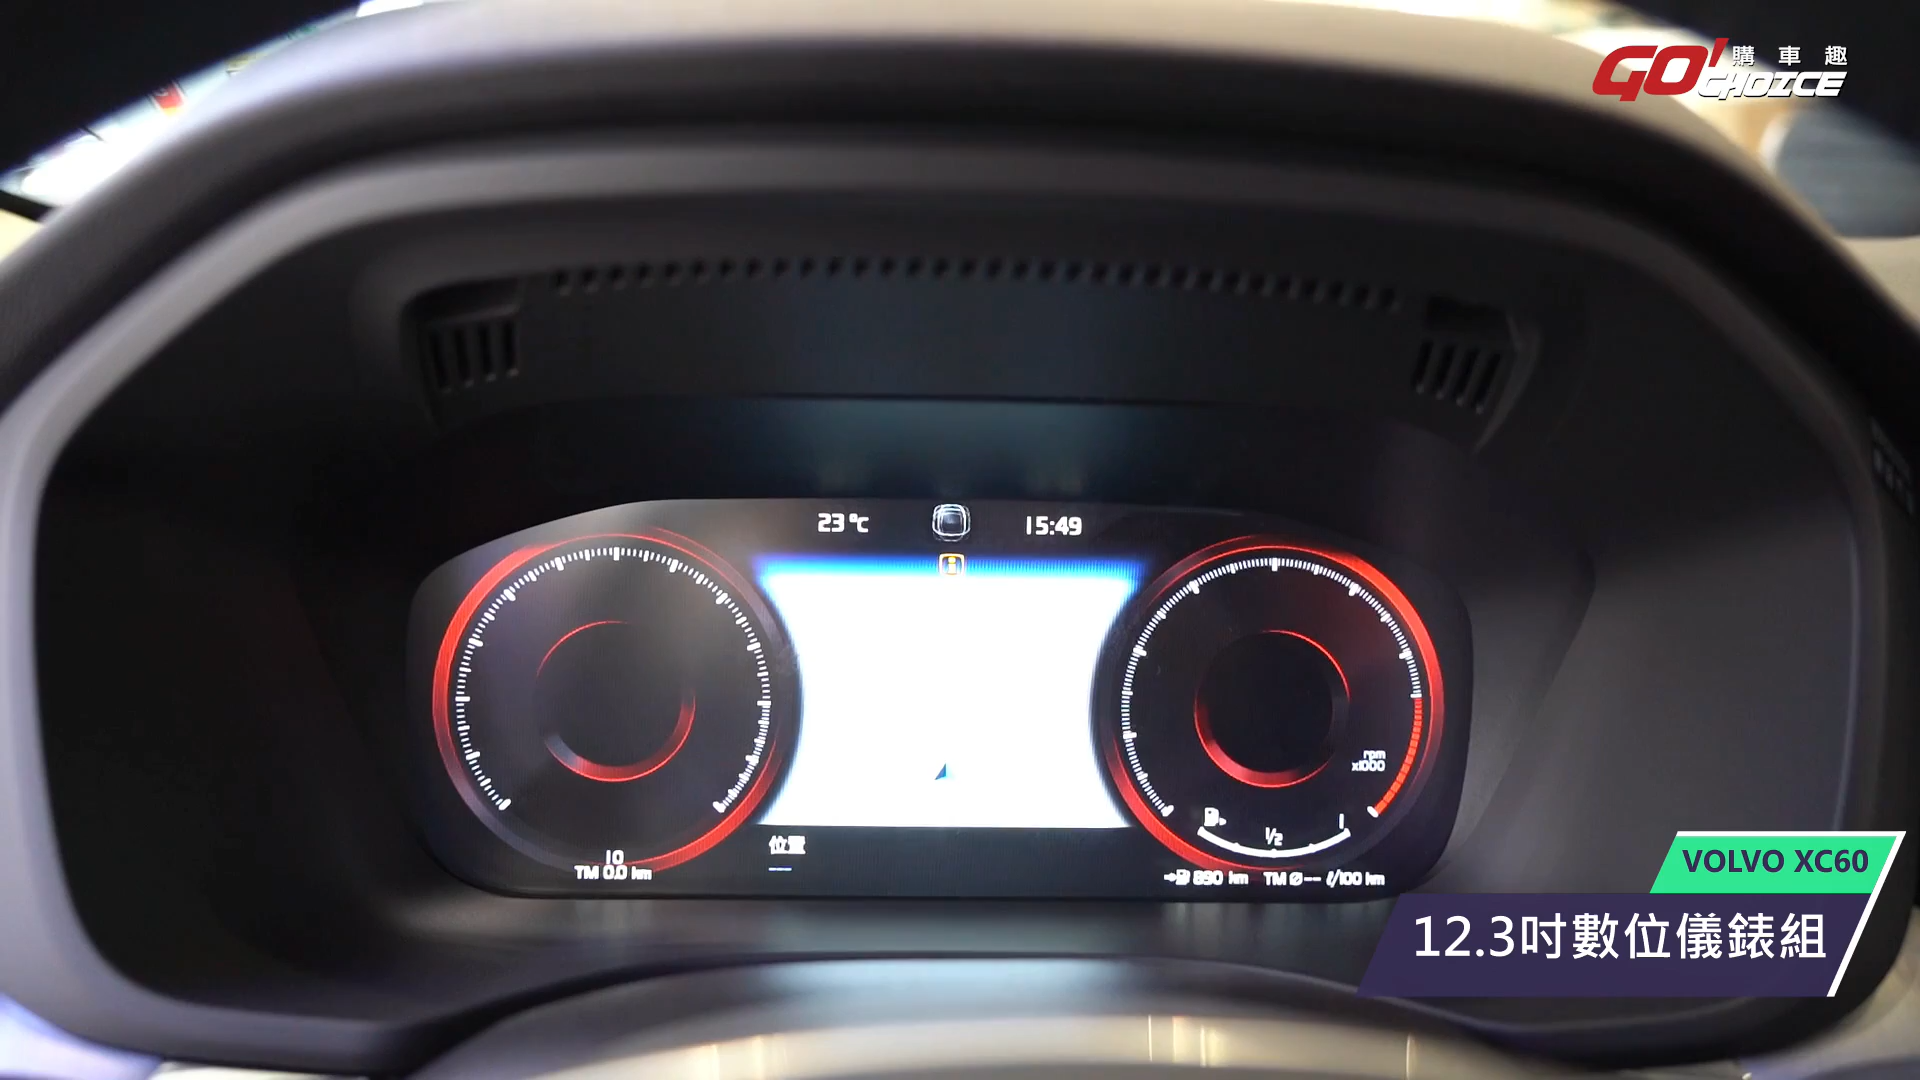 GO' 購車趣
CHOICE
23 °C
15:49
rpm
x1000
1/2
1
10
TM 0.0 km
位置
890 km
TM Ø -- ℓ/100 km
VOLVO XC60
12.3吋數位儀錶組